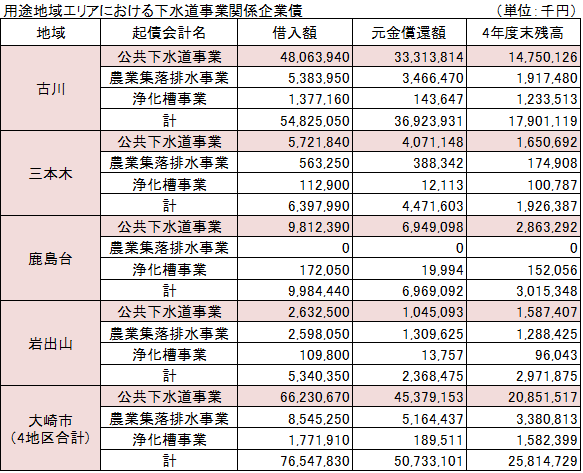 用途地域エリアにおける下水道事業関係企業債 （単位：千円）
地域 起債会計名 借入額 元金償還額 4年度末残高
古川 公共下水道事業 48,063,940 33,313,814 14,750,126
農業集落排水事業 5,383,950 3,466,470 1,917,480
浄化槽事業 1,377,160 143,647 1,233,513
計 54,825,050 36,923,931 17,901,119
三本木 公共下水道事業 5,721,840 4,071,148 1,650,692
農業集落排水事業 563,250 388,342 174,908
浄化槽事業 112,900 12,113 100,787
計 6,397,990 4,471,603 1,926,387
鹿島台 公共下水道事業 9,812,390 6,949,098 2,863,292
農業集落排水事業 0 0 0
浄化槽事業 172,050 19,994 152,056
計 9,984,440 6,969,092 3,015,348
岩出山 公共下水道事業 2,632,500 1,045,093 1,587,407
農業集落排水事業 2,598,050 1,309,625 1,288,425
浄化槽事業 109,800 13,757 96,043
計 5,340,350 2,368,475 2,971,875
大崎市 （4地区合計） 公共下水道事業 66,230,670 45,379,153 20,851,517
農業集落排水事業 8,545,250 5,164,437 3,380,813
浄化槽事業 1,771,910 189,511 1,582,399
計 76,547,830 50,733,101 25,814,729